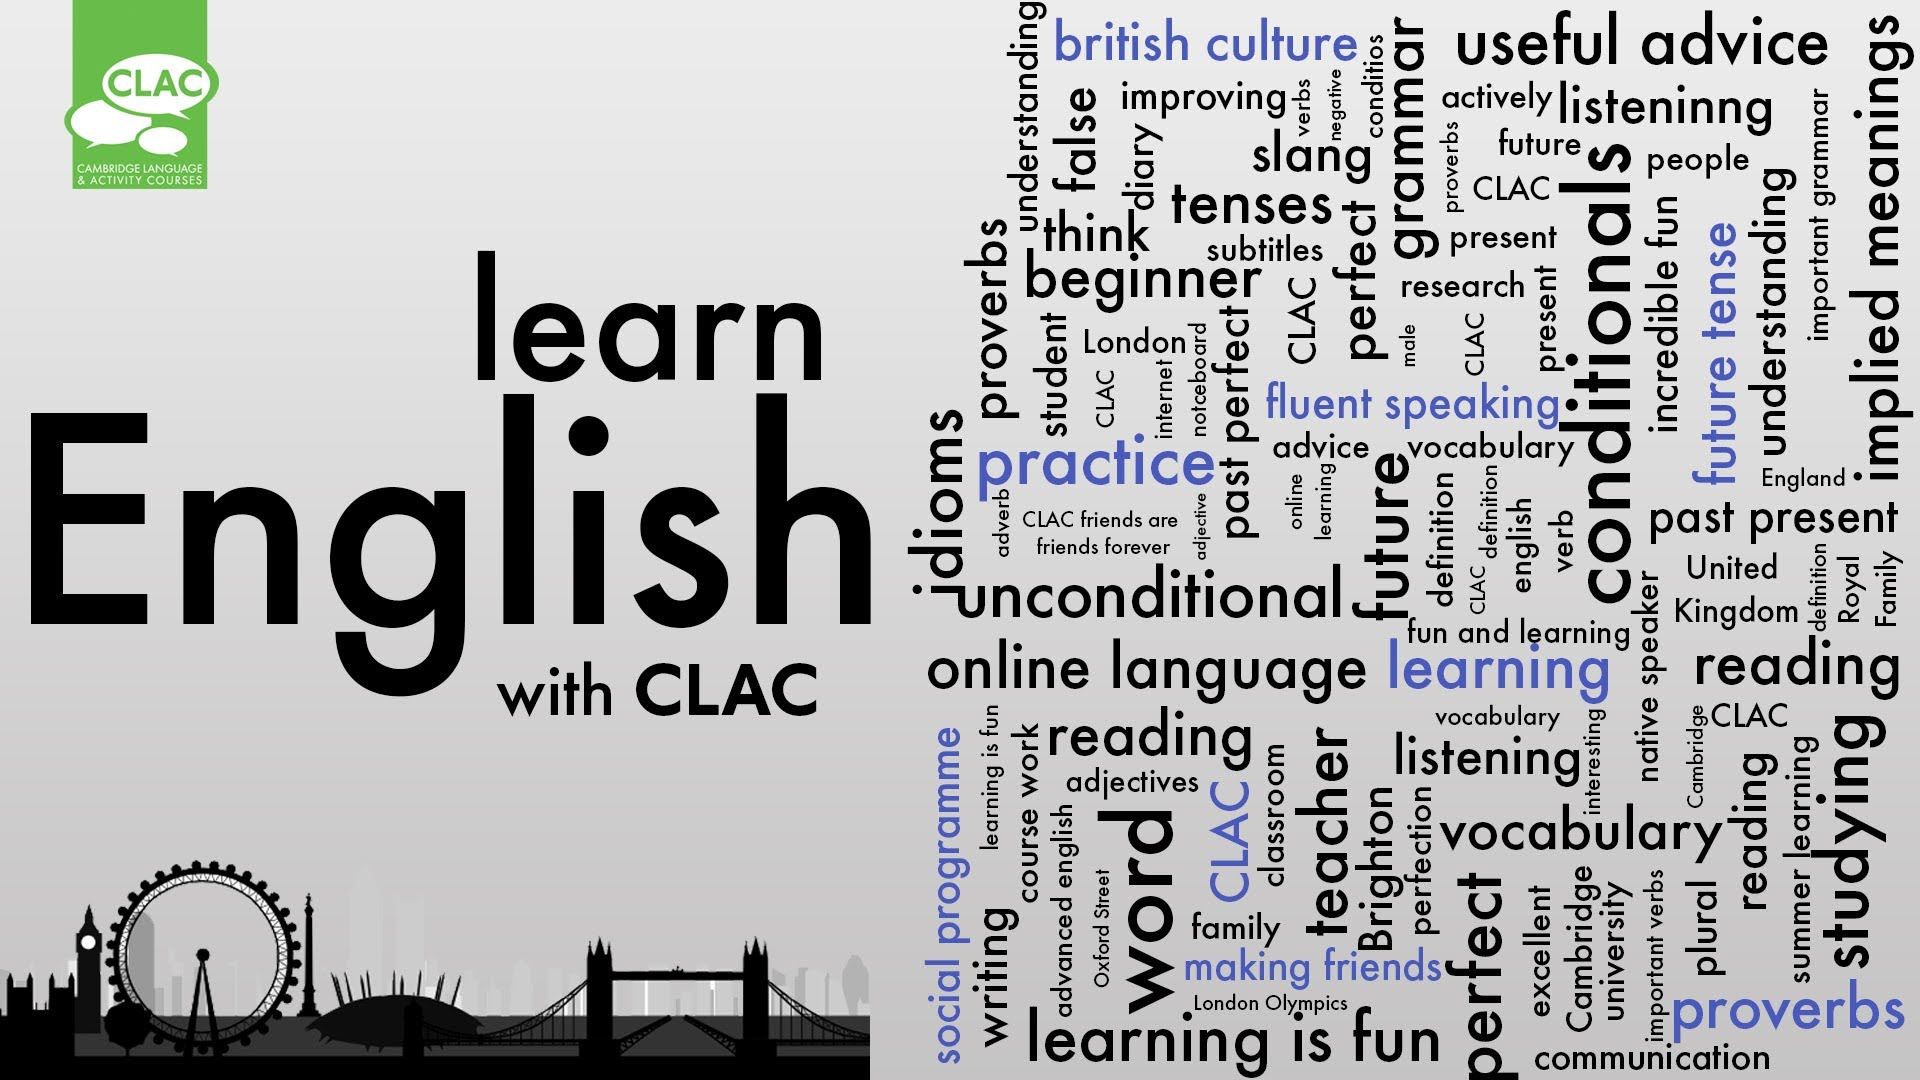 CLAC
CAMBRIDGE LANGUAGE
& ACTIVITY COURSES
learn
English
with CLAC
understanding
british culture
conditios
grammar
useful advice
implied meanings
false
improving
verbs
negative
actively
listeninng
important grammar
diary
slang
proverbs
future
people
CLAC
conditionals
tenses
think
subtitles
perfect
present
incredible fun
future tense
understanding
proverbs
beginner
CLAC
research
present
student
London
noticeboard
past perfect
male
CLAC
CLAC
internet
fluent speaking
idioms
practice
advice
vocabulary
England
adverb
CLAC friends are
friends forever
adjective
online
learning
future
definition
definition
CLAC
english
verb
past present
United
Kingdom
definition
Royal
Family
unconditional
fun and learning
native speaker
online language
learning
reading
social programme
learning is fun
course work
reading
adjectives
vocabulary
interesting
Cambridge
CLAC
studying
listening
advanced english
word
CLAC
classroom
teacher
Brighton
perfection
vocabulary
reading
summer learning
writing
Oxford Street
family
making friends
London Olympics
perfect
excellent
Cambridge
university
important verbs
plural
proverbs
learning is fun
communication